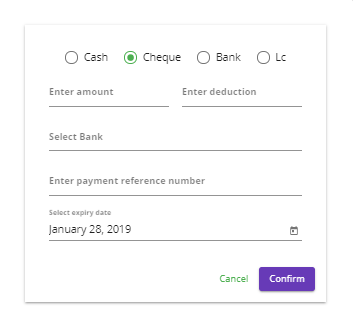 Cash Cheque Bank Lc
Enter amount Enter deduction
Select Bank
Enter payment reference number
Select expiry date
January 28, 2019
Cancel Confirm